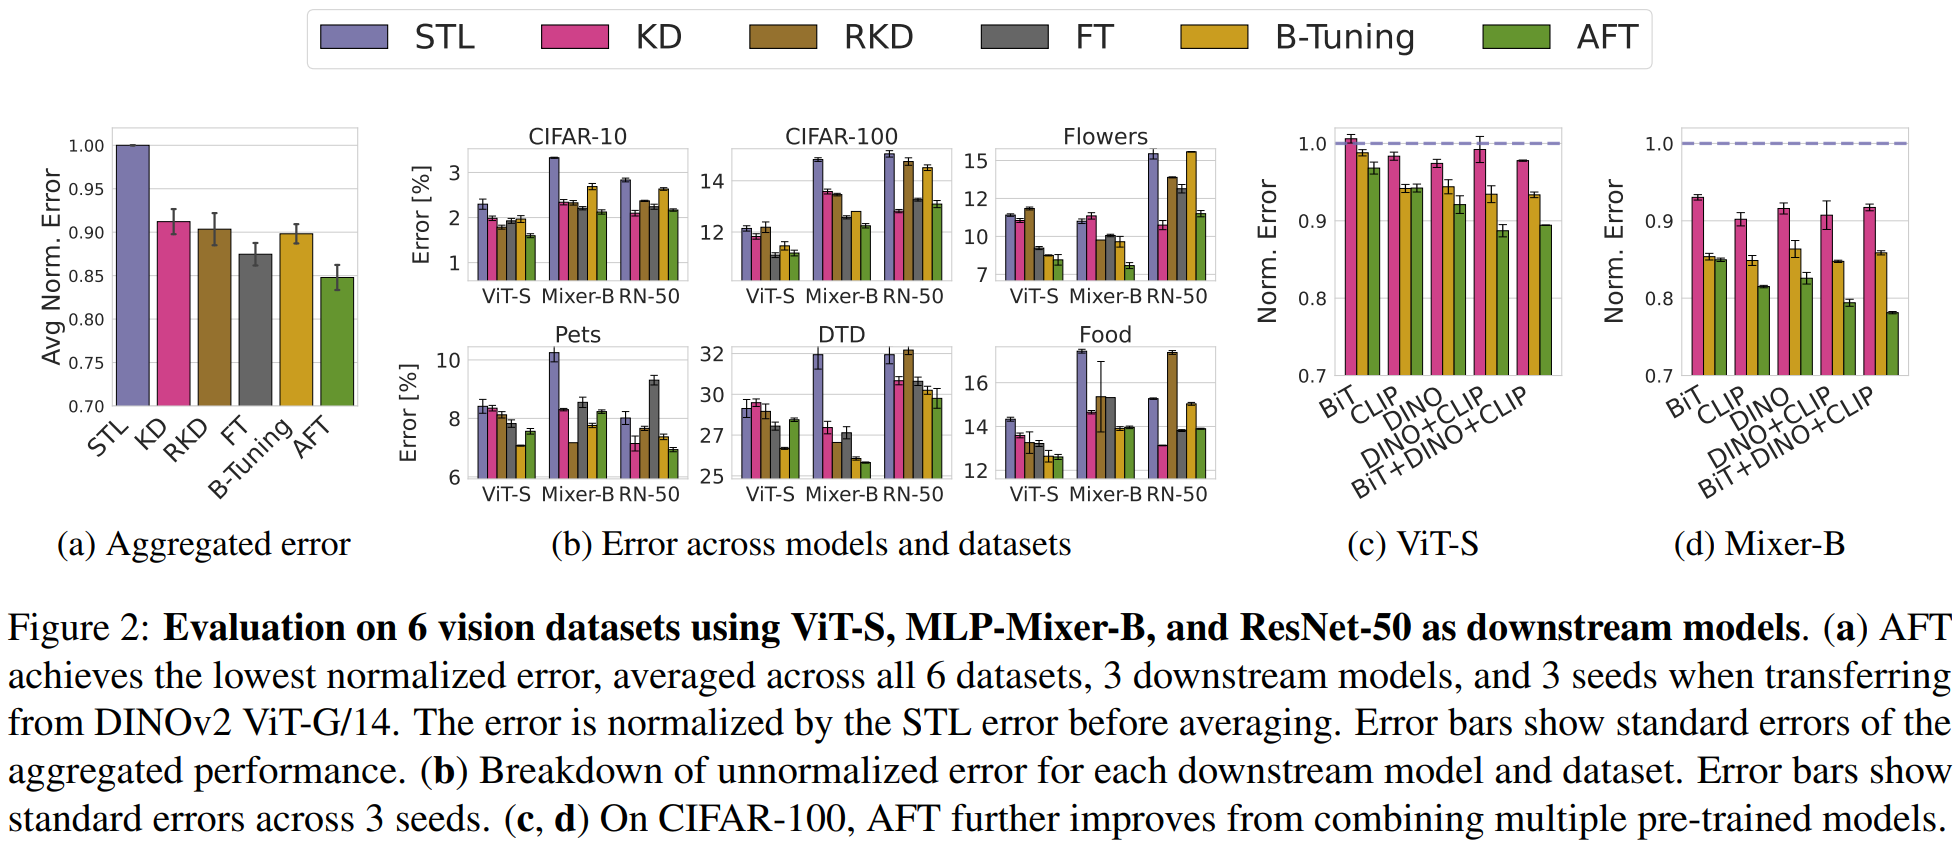 STL KD RKD FT B-Tuning AFT
Avg Norm. Error
1.00
0.95
0.90
0.85
0.80
0.75
0.70
STL KD RKD FT B-Tuning AFT
(a) Aggregated error
CIFAR-10
Error [%]
3
2
1
ViT-S Mixer-B RN-50
CIFAR-100
14
12
ViT-S Mixer-B RN-50
Flowers
15
12
10
7
ViT-S Mixer-B RN-50
Pets
Error [%]
10
8
6
ViT-S Mixer-B RN-50
DTD
32
30
27
25
ViT-S Mixer-B RN-50
Food
16
14
12
ViT-S Mixer-B RN-50
(b) Error across models and datasets
Norm. Error
1.0
0.9
0.8
0.7
BiT CLIP DINO DINO+CLIP BiT+DINO+CLIP
(c) ViT-S
Norm. Error
1.0
0.9
0.8
0.7
BiT CLIP DINO DINO+CLIP BiT+DINO+CLIP
(d) Mixer-B
Figure 2: Evaluation on 6 vision datasets using ViT-S, MLP-Mixer-B, and ResNet-50 as downstream models. (a) AFT
achieves the lowest normalized error, averaged across all 6 datasets, 3 downstream models, and 3 seeds when transferring
from DINOv2 ViT-G/14. The error is normalized by the STL error before averaging. Error bars show standard errors of the
aggregated performance. (b) Breakdown of unnormalized error for each downstream model and dataset. Error bars show
standard errors across 3 seeds. (c, d) On CIFAR-100, AFT further improves from combining multiple pre-trained models.